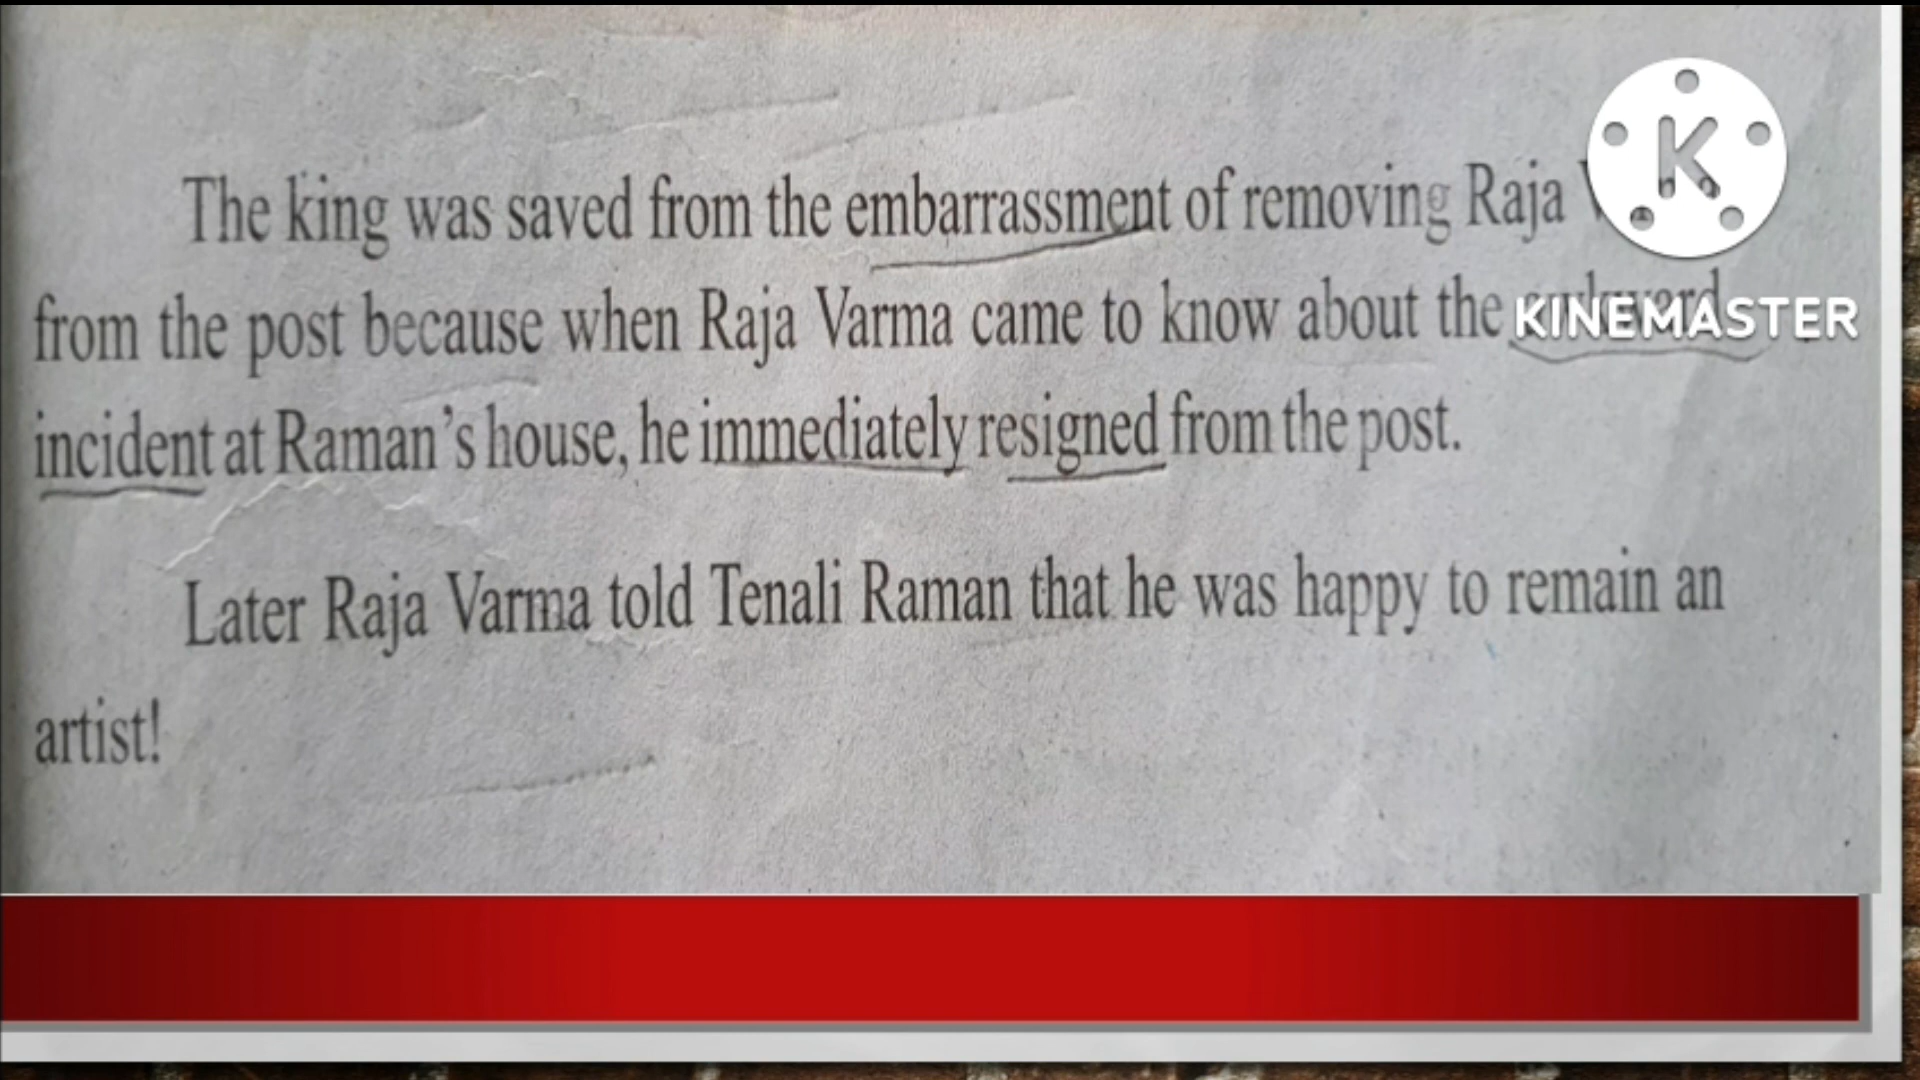 The king was saved from the embarrassment of removing Raja
from the post because when Raja Varma came to know about the awkward
incident at Raman's house, he immediately resigned from the post.
Later Raja Varma told Tenali Raman that he was happy to remain an
artist!
K
KINEMASTER